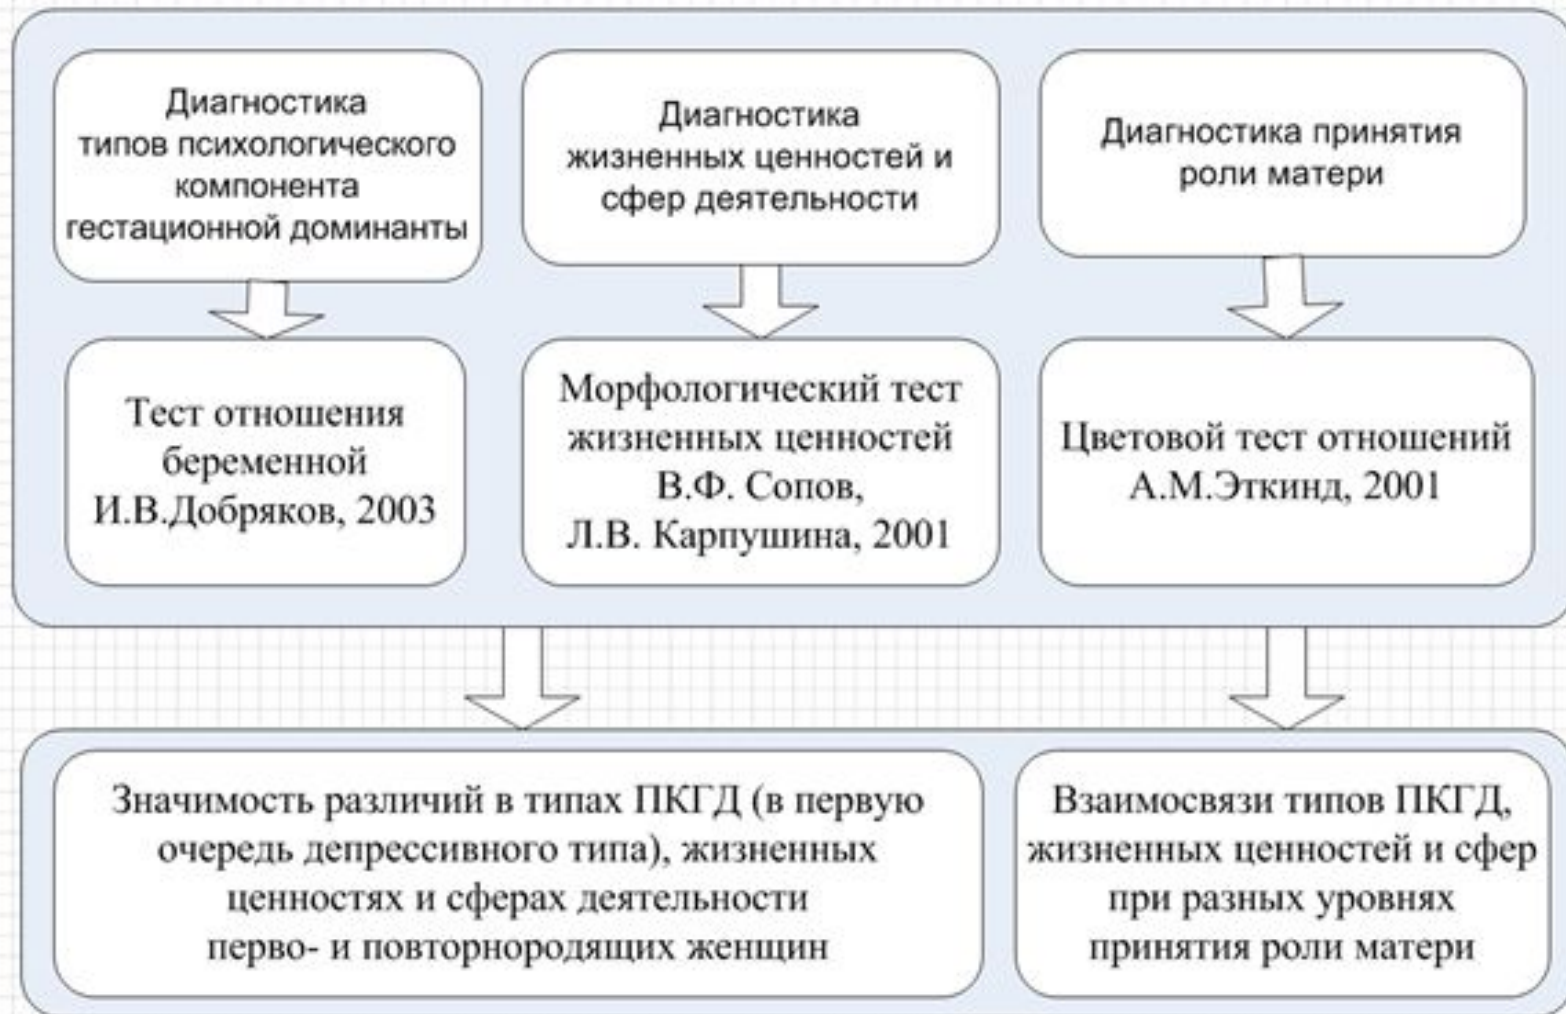 Диагностика
типов психологического
компонента
гестационной доминанты
Диагностика
жизненных ценностей и
сфер деятельности
Диагностика принятия
роли матери
Тест отношения
беременной
И.В.Добряков, 2003
Морфологический тест
жизненных ценностей
В.Ф. Сопов,
Л.В. Карпушина, 2001
Цветовой тест отношений
А.М.Эткинд, 2001
Значимость различий в типах ПКГД (в первую
очередь депрессивного типа), жизненных
ценностях и сферах деятельности
перво- и повторнородящих женщин
Взаимосвязи типов ПКГД,
жизненных ценностей и сфер
при разных уровнях
принятия роли матери